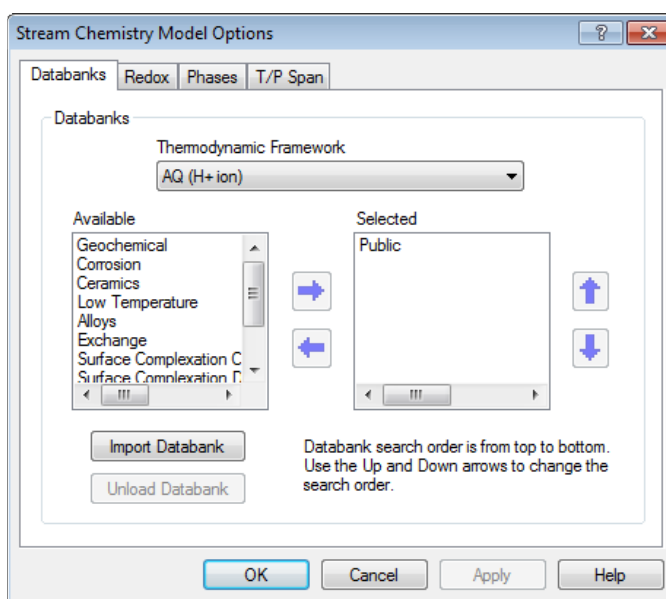 Stream Chemistry Model Options
Databanks Redox Phases T/P Span
Databanks
Thermodynamic Framework
AQ (H+ ion)
Available Selected
Geochemical Public
Corrosion
Ceramics
Low Temperature
Alloys
Exchange
Surface Complexation C
Surface Complexation D
Import Databank
Unload Databank
Databank search order is from top to bottom.
Use the Up and Down arrows to change the
search order.
OK Cancel Apply Help